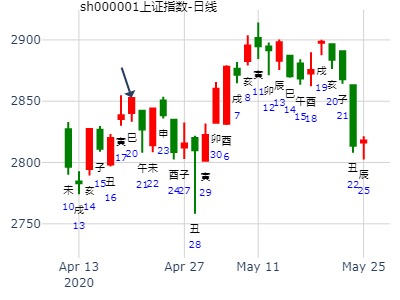 sh000001上证指数-日线
2900
2850
2800
2750
未
10
戌
13
亥
14
子
15
丑
16
寅
17
巳
20
午
21
未
22
申
23
酉
24
子
27
丑
28
寅
29
卯
30
酉
6
戌
7
亥
8
寅
11
卯
12
辰
13
巳
14
午
15
酉
18
戌
19
亥
20
子
21
丑
22
辰
25
Apr 13
2020
Apr 27
May 11
May 25